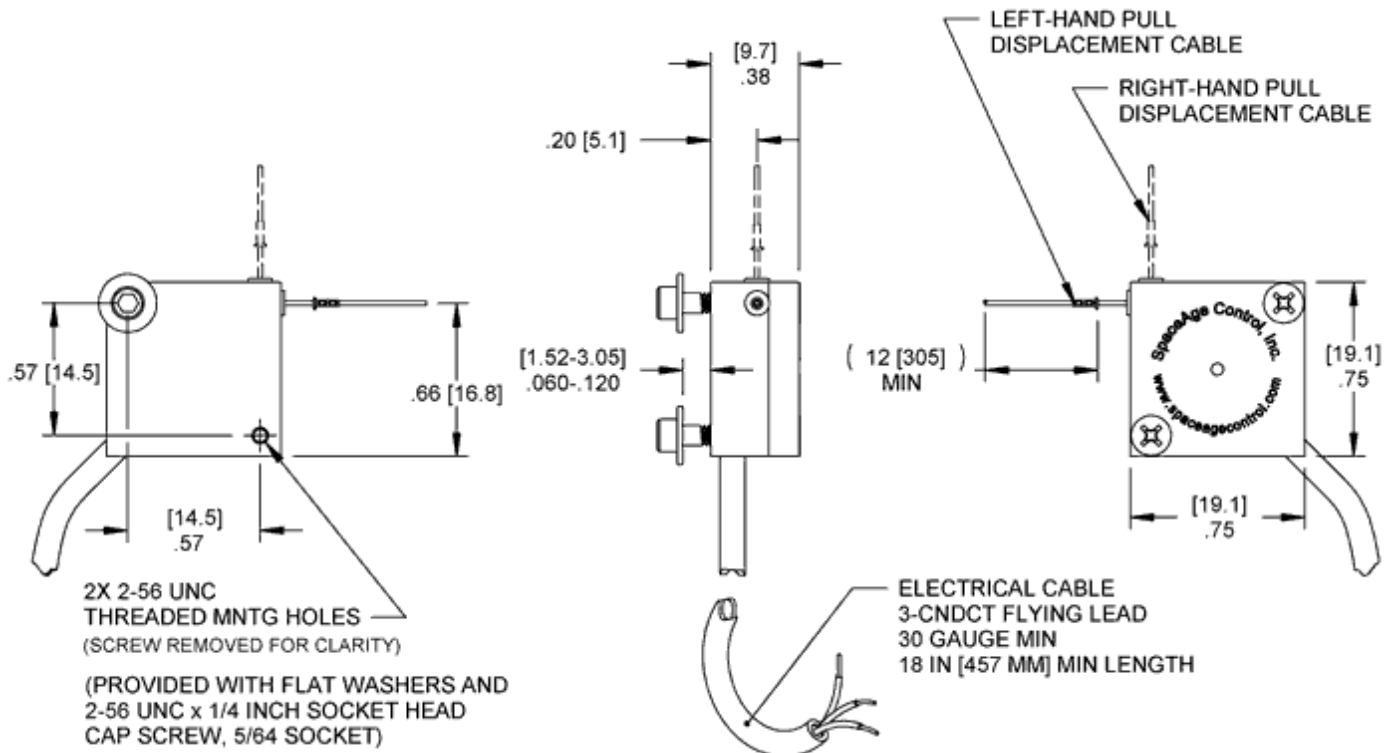 LEFT-HAND PULL
DISPLACEMENT CABLE
RIGHT-HAND PULL
DISPLACEMENT CABLE
[9.7]
.38
.20 [5.1]
.57 [14.5]
.66 [16.8]
[14.5]
.57
[1.52-3.05]
.060-.120
( 12 [305] )
MIN
SpaceAge Control, Inc.
www.spaceagecontrol.com
[19.1]
.75
[19.1]
.75
2X 2-56 UNC
THREADED MNTG HOLES
(SCREW REMOVED FOR CLARITY)
(PROVIDED WITH FLAT WASHERS AND
2-56 UNC x 1/4 INCH SOCKET HEAD
CAP SCREW, 5/64 SOCKET)
ELECTRICAL CABLE
3-CNDCT FLYING LEAD
30 GAUGE MIN
18 IN [457 MM] MIN LENGTH